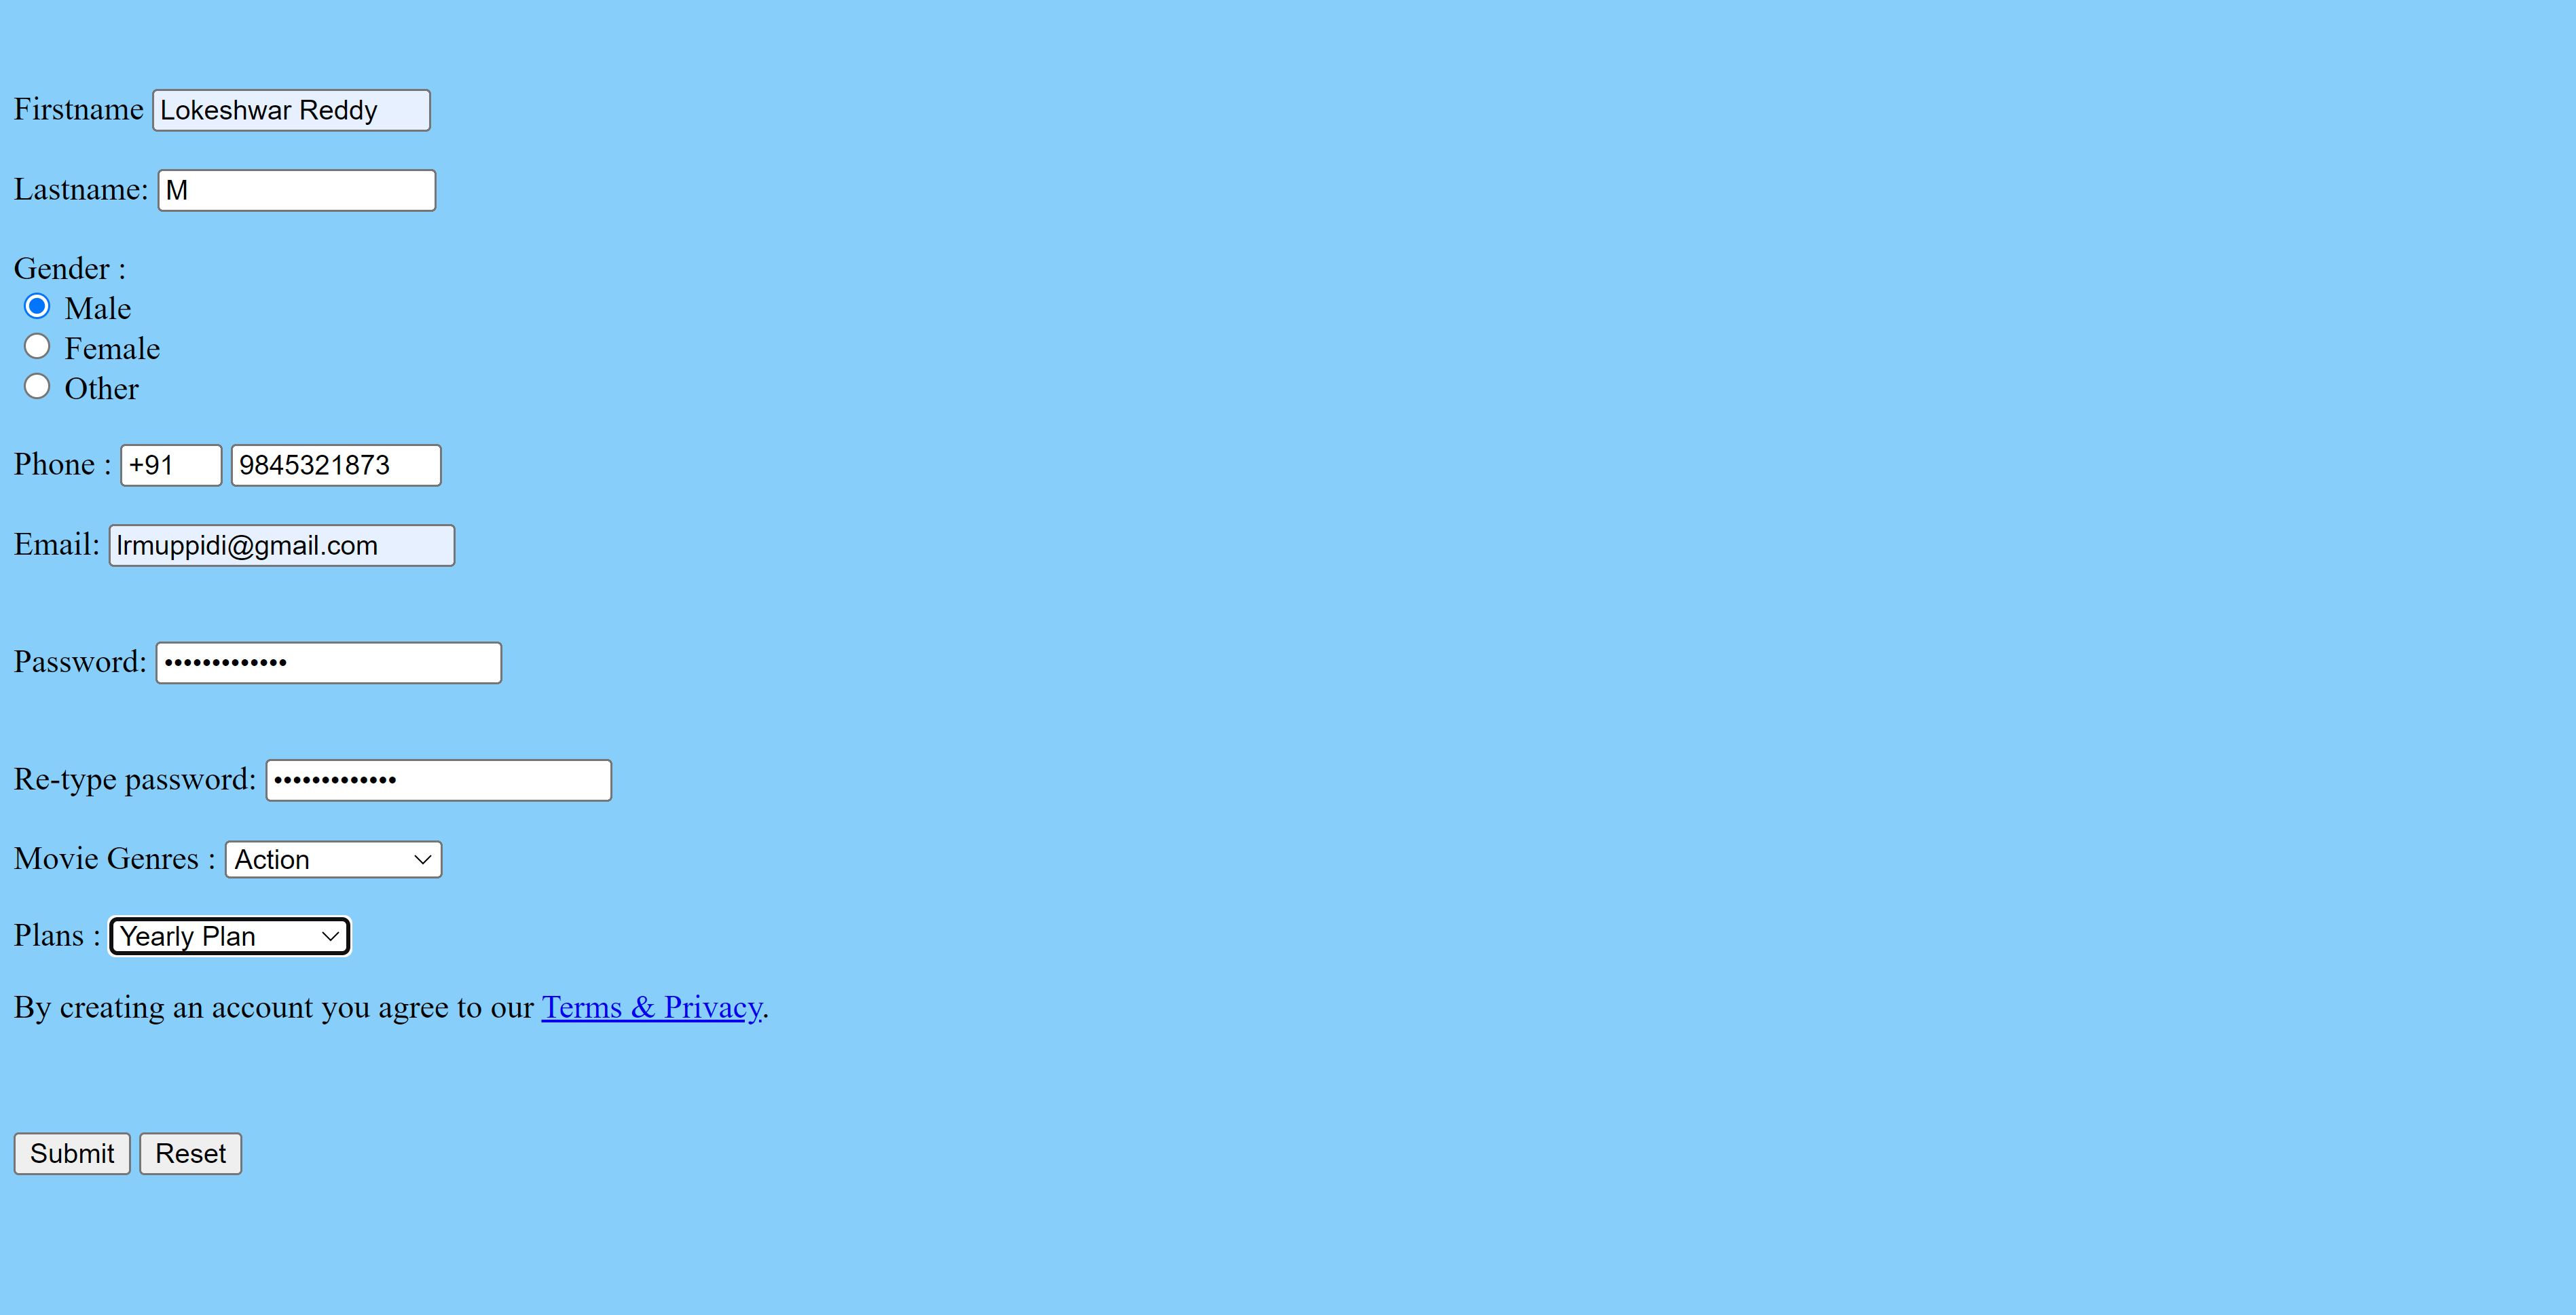 Firstname Lokeshwar Reddy
Lastname: M
Gender :
Male
Female
Other
Phone : +91 9845321873
Email: lrmuppidi@gmail.com
Password: •••••••••••••
Re-type password: •••••••••••••
Movie Genres : Action
Plans : Yearly Plan
By creating an account you agree to our Terms & Privacy.
Submit Reset